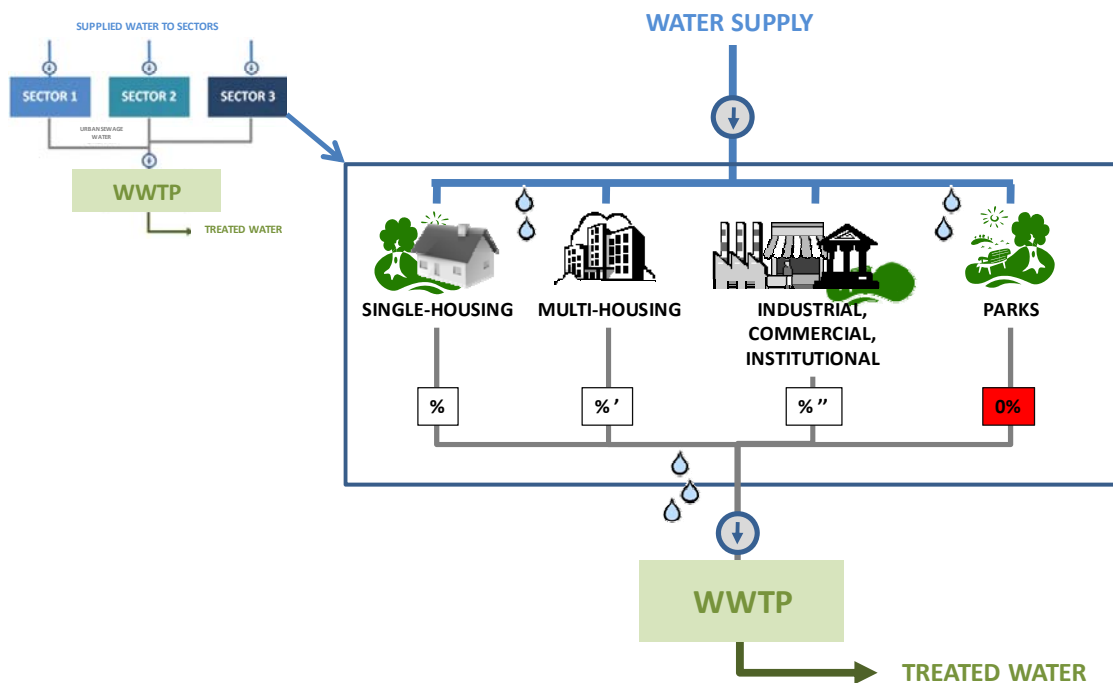 SUPPLIED WATER TO SECTORS
SECTOR 1
SECTOR 2
SECTOR 3
URBAN SEWAGE
WATER
WWTP
TREATED WATER
WATER SUPPLY
SINGLE-HOUSING
MULTI-HOUSING
INDUSTRIAL,
COMMERCIAL,
INSTITUTIONAL
PARKS
%
% ’
% ’’
0%
WWTP
TREATED WATER